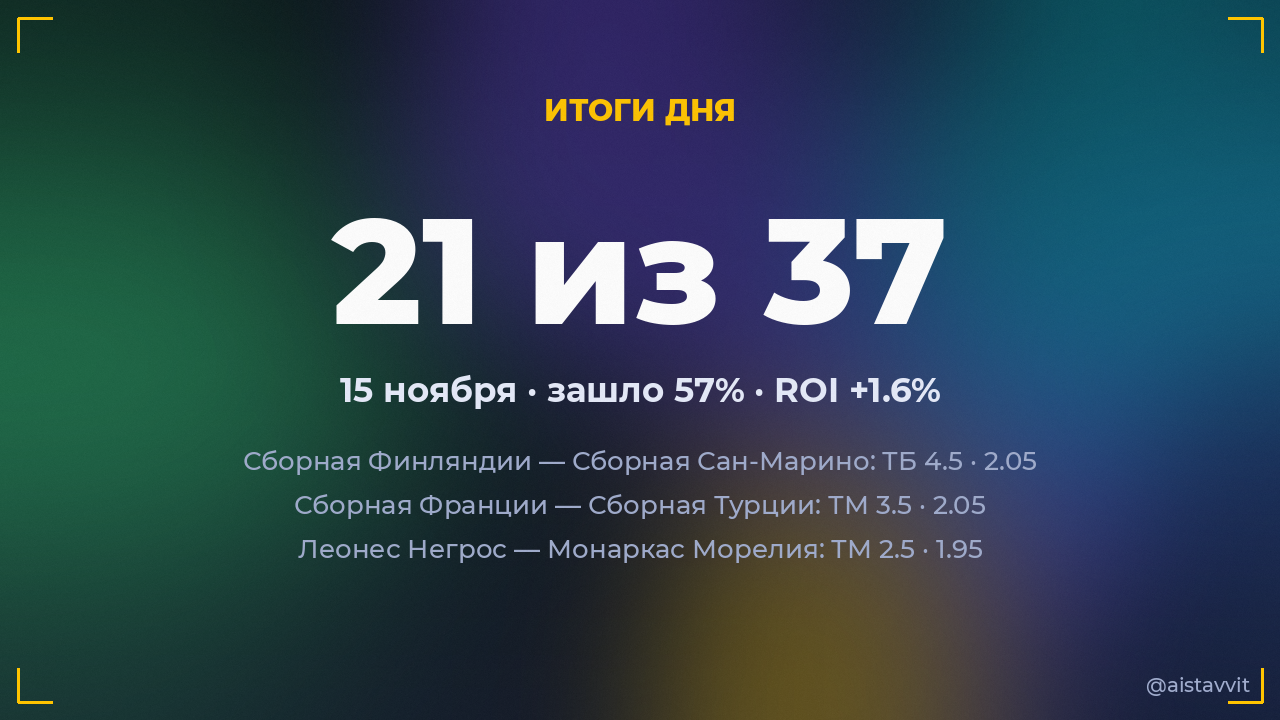 ИТОГИ ДНЯ
21 из 37
15 ноября · зашло 57% · ROI +1.6%
Сборная Финляндии — Сборная Сан-Марино: ТБ 4.5 · 2.05
Сборная Франции — Сборная Турции: ТМ 3.5 · 2.05
Леонес Негрос — Монаркас Морелия: ТМ 2.5 · 1.95
@aistavvit